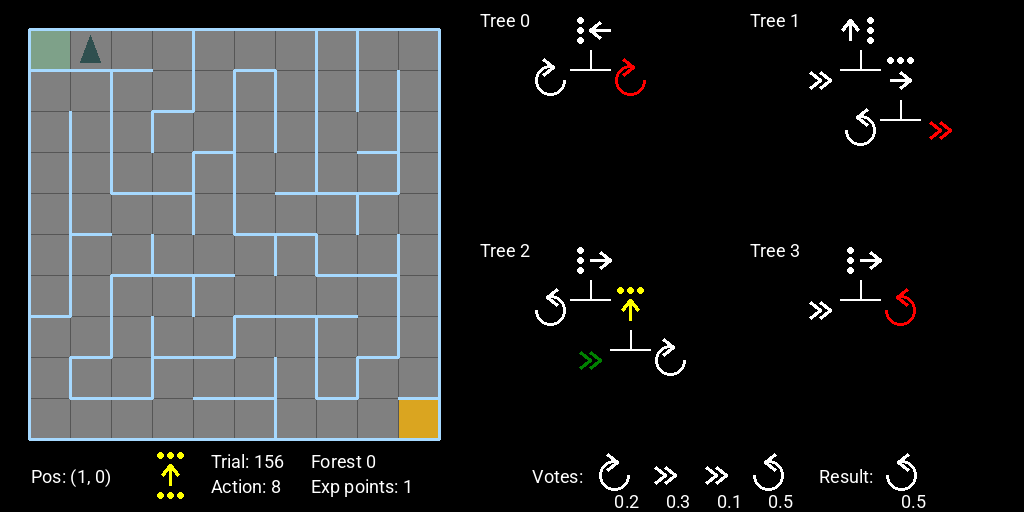 Tree 0
Tree 1
Tree 2
Tree 3
Pos: (1, 0)
Trial: 156
Forest 0
Action: 8
Exp points: 1
Votes:
0.2
0.3
0.1
0.5
Result:
0.5